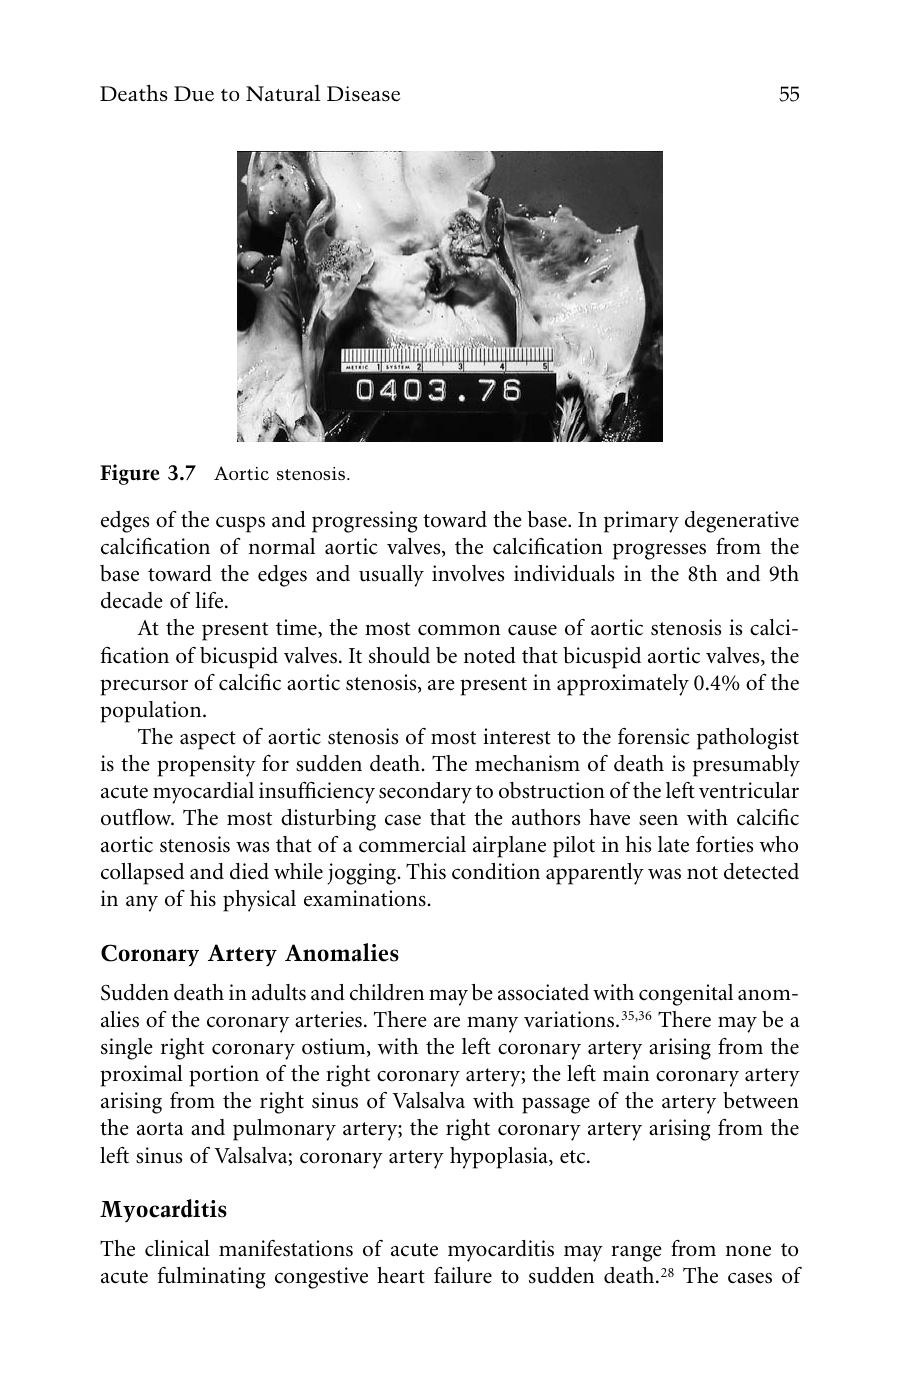 Deaths Due to Natural Disease 55
METRIC 1 SYSTEM 2 3 4 5
0403.76
Figure 3.7 Aortic stenosis.
edges of the cusps and progressing toward the base. In primary degenerative
calcification of normal aortic valves, the calcification progresses from the
base toward the edges and usually involves individuals in the 8th and 9th
decade of life.
At the present time, the most common cause of aortic stenosis is calci-
fication of bicuspid valves. It should be noted that bicuspid aortic valves, the
precursor of calcific aortic stenosis, are present in approximately 0.4% of the
population.
The aspect of aortic stenosis of most interest to the forensic pathologist
is the propensity for sudden death. The mechanism of death is presumably
acute myocardial insufficiency secondary to obstruction of the left ventricular
outflow. The most disturbing case that the authors have seen with calcific
aortic stenosis was that of a commercial airplane pilot in his late forties who
collapsed and died while jogging. This condition apparently was not detected
in any of his physical examinations.
Coronary Artery Anomalies
Sudden death in adults and children may be associated with congenital anom-
alies of the coronary arteries. There are many variations.35,36 There may be a
single right coronary ostium, with the left coronary artery arising from the
proximal portion of the right coronary artery; the left main coronary artery
arising from the right sinus of Valsalva with passage of the artery between
the aorta and pulmonary artery; the right coronary artery arising from the
left sinus of Valsalva; coronary artery hypoplasia, etc.
Myocarditis
The clinical manifestations of acute myocarditis may range from none to
acute fulminating congestive heart failure to sudden death.28 The cases of